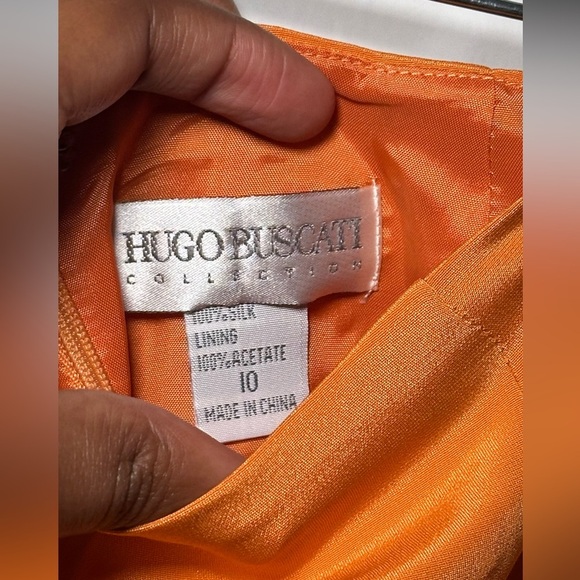 HUGO BUSCATI
COLLECTION
100%SILK
LINING
100%ACETATE
10
MADE IN CHINA